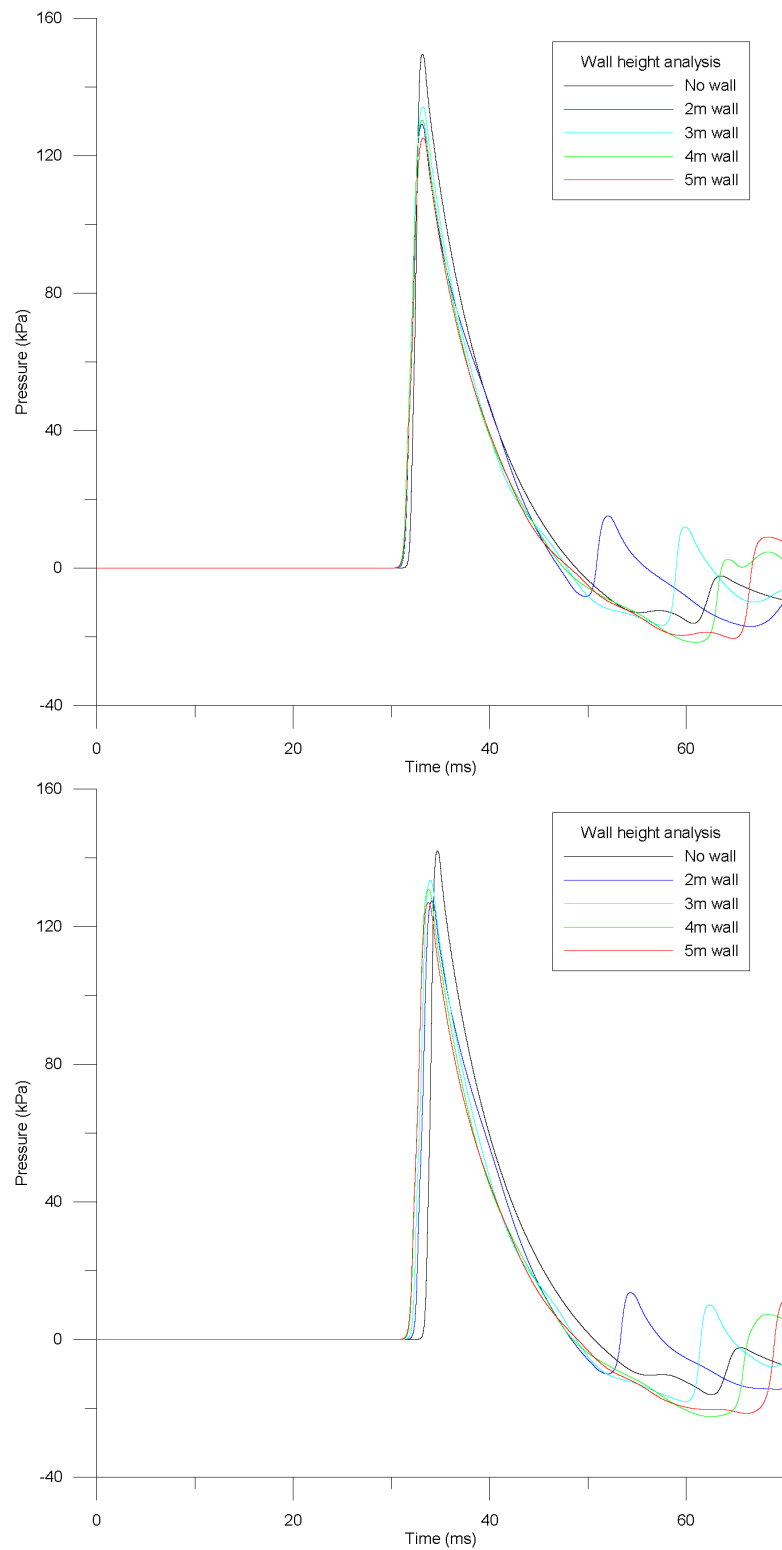 160
120
80
40
0
-40
Pressure (kPa)
Wall height analysis
No wall
2m wall
3m wall
4m wall
5m wall
0
20
40
60
Time (ms)
160
120
80
40
0
-40
Pressure (kPa)
Wall height analysis
No wall
2m wall
3m wall
4m wall
5m wall
0
20
40
60
Time (ms)